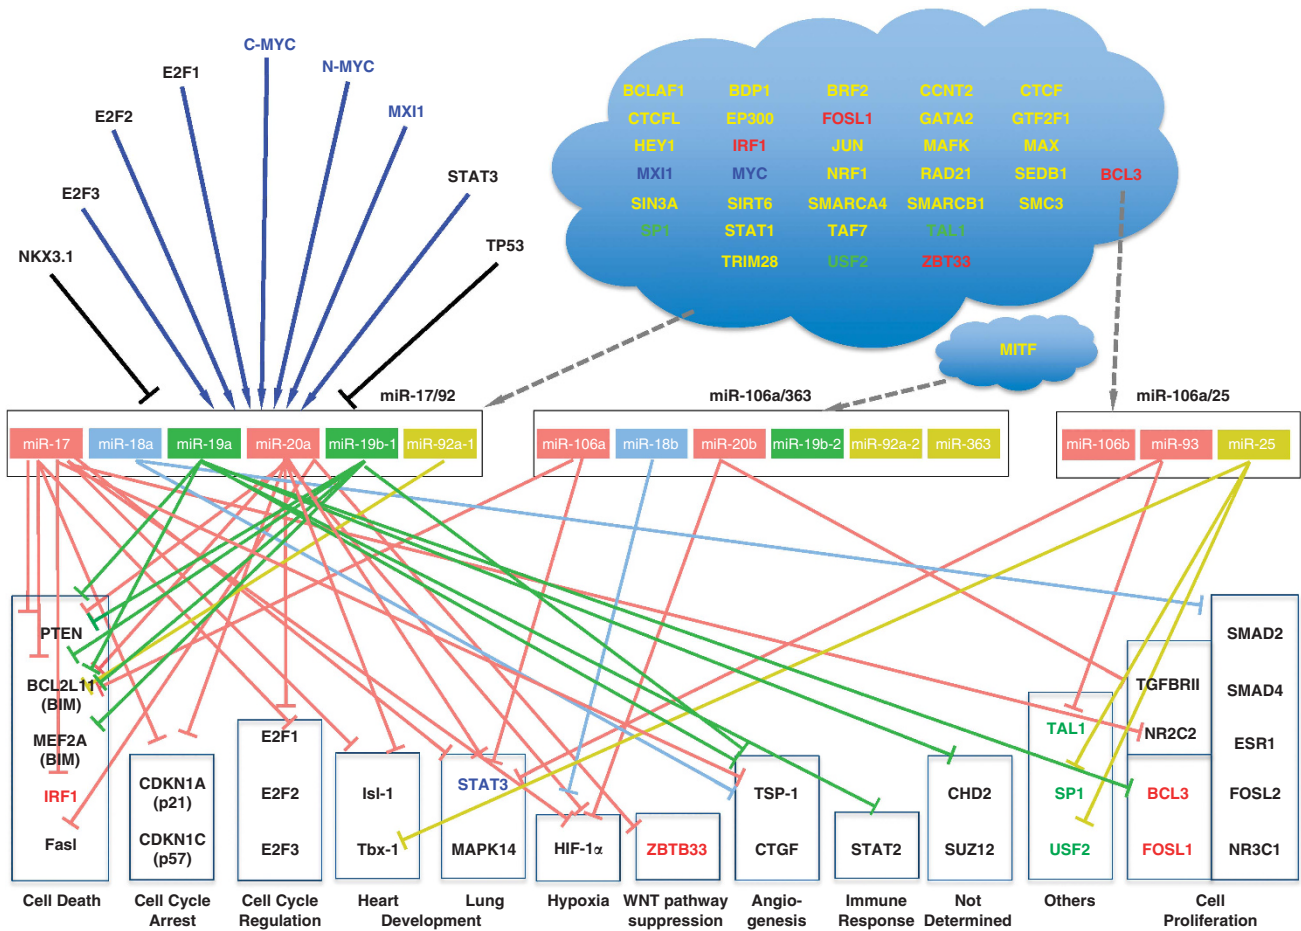 C-MYC
N-MYC
E2F1
MXI1
E2F2
STAT3
E2F3
TP53
NKX3.1
BCLAF1 BDP1 BRF2 CCNT2 CTCF
CTCFL EP300 FOSL1 GATA2 GTF2F1
HEY1 IRF1 JUN MAFK MAX
MXI1 MYC NRF1 RAD21 SEDB1 BCL3
SIN3A SIRT6 SMARCA4 SMARCB1 SMC3
SP1 STAT1 TAF7 TAL1
TRIM28 USF2 ZBT33
MITF
miR-17/92 miR-106a/363 miR-106a/25
miR-17 miR-18a miR-19a miR-20a miR-19b-1 miR-92a-1
miR-106a miR-18b miR-20b miR-19b-2 miR-92a-2 miR-363
miR-106b miR-93 miR-25
PTEN
BCL2L11
(BIM)
MEF2A
(BIM)
IRF1
Fasl
Cell Death
CDKN1A
(p21)
CDKN1C
(p57)
Cell Cycle
Arrest
E2F1
E2F2
E2F3
Cell Cycle
Regulation
Isl-1
Tbx-1
STAT3
MAPK14
Heart Lung
Development
HIF-1α
Hypoxia
ZBTB33
WNT pathway
suppression
TSP-1
CTGF
Angio-
genesis
STAT2
Immune
Response
CHD2
SUZ12
Not
Determined
TAL1
SP1
USF2
Others
TGFBRII
NR2C2
BCL3
FOSL1
SMAD2
SMAD4
ESR1
FOSL2
NR3C1
Cell
Proliferation